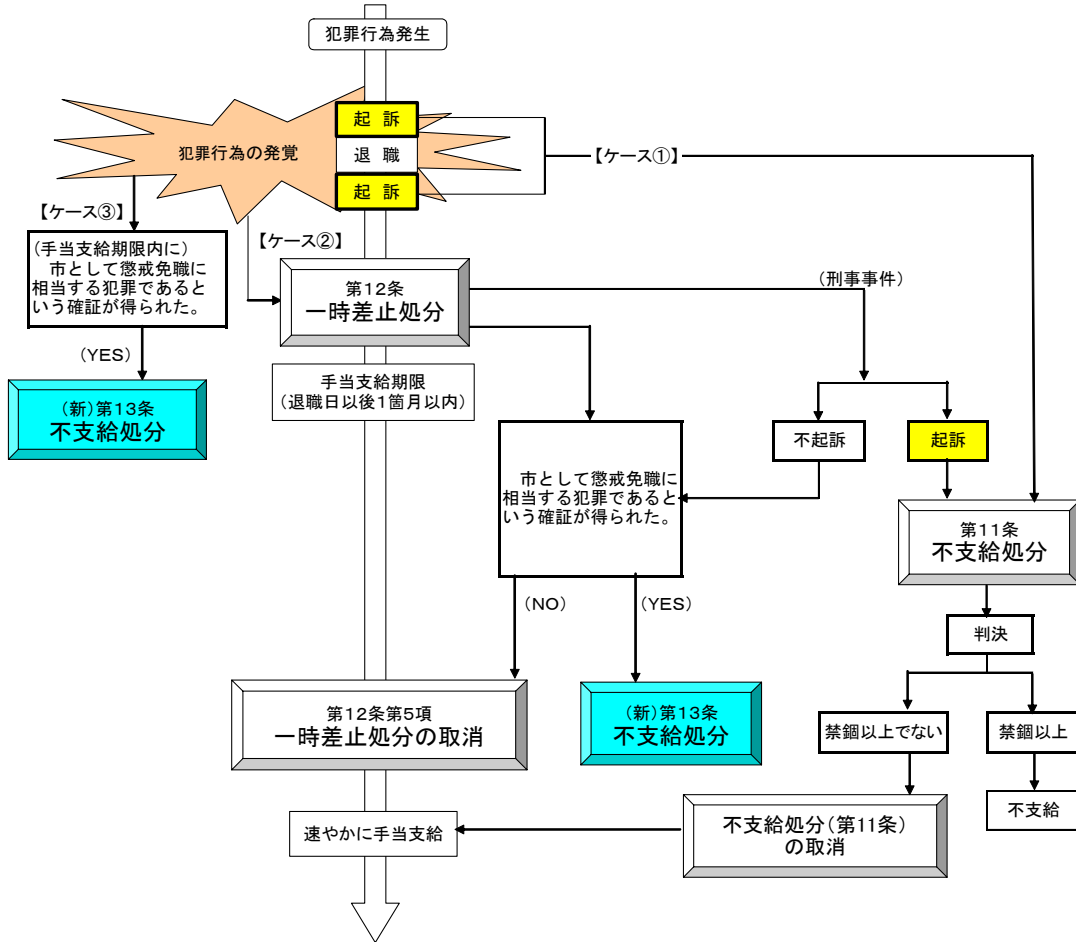 犯罪行為発生
起 訴
犯罪行為の発覚
退 職
【ケース①】
起 訴
【ケース③】
【ケース②】
(手当支給期限内に)
市として懲戒免職に
相当する犯罪であると
いう確証が得られた。
第12条
一時差止処分
(刑事事件)
(YES)
手当支給期限
(退職日以後1箇月以内)
(新)第13条
不支給処分
不起訴
起訴
市として懲戒免職に
相当する犯罪であると
いう確証が得られた。
第11条
不支給処分
(NO)
(YES)
判決
第12条第5項
一時差止処分の取消
(新)第13条
不支給処分
禁錮以上でない
禁錮以上
速やかに手当支給
不支給処分(第11条)
の取消
不支給